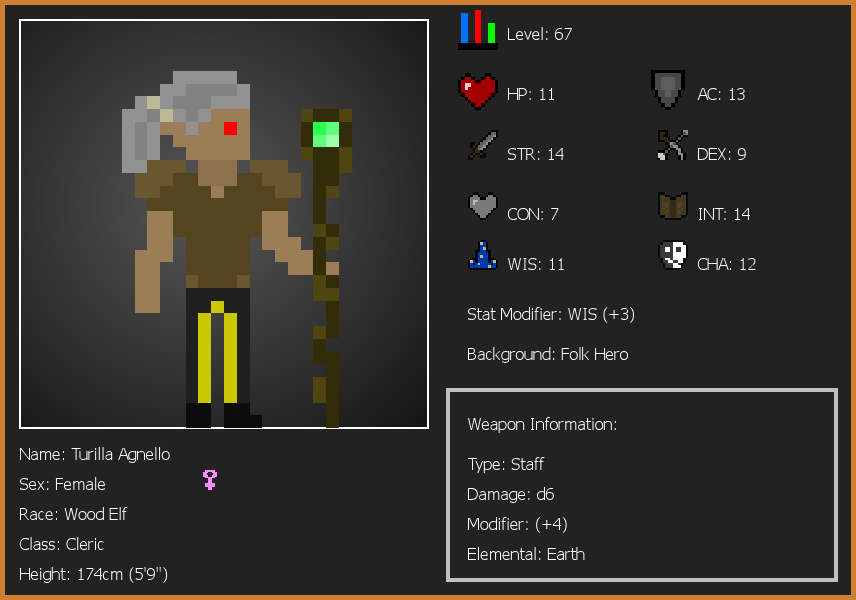 Level: 67
HP: 11
AC: 13
STR: 14
DEX: 9
CON: 7
INT: 14
WIS: 11
CHA: 12
Stat Modifier: WIS (+3)
Background: Folk Hero
Weapon Information:
Type: Staff
Damage: d6
Modifier: (+4)
Elemental: Earth
Name: Turilla Agnello
Sex: Female
Race: Wood Elf
Class: Cleric
Height: 174cm (5'9")